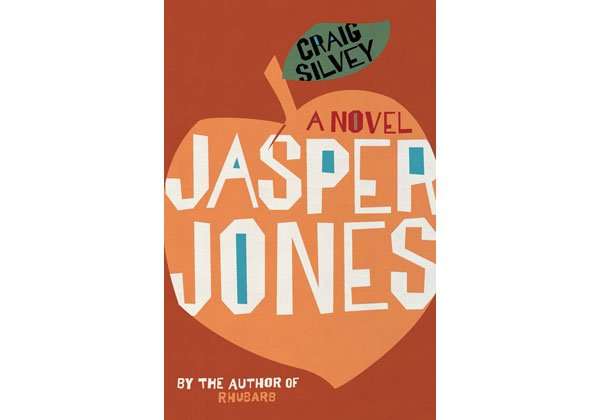 CRAIG
SILVEY
A NOVEL
JASPER
JONES
BY THE AUTHOR OF
RHUBARB